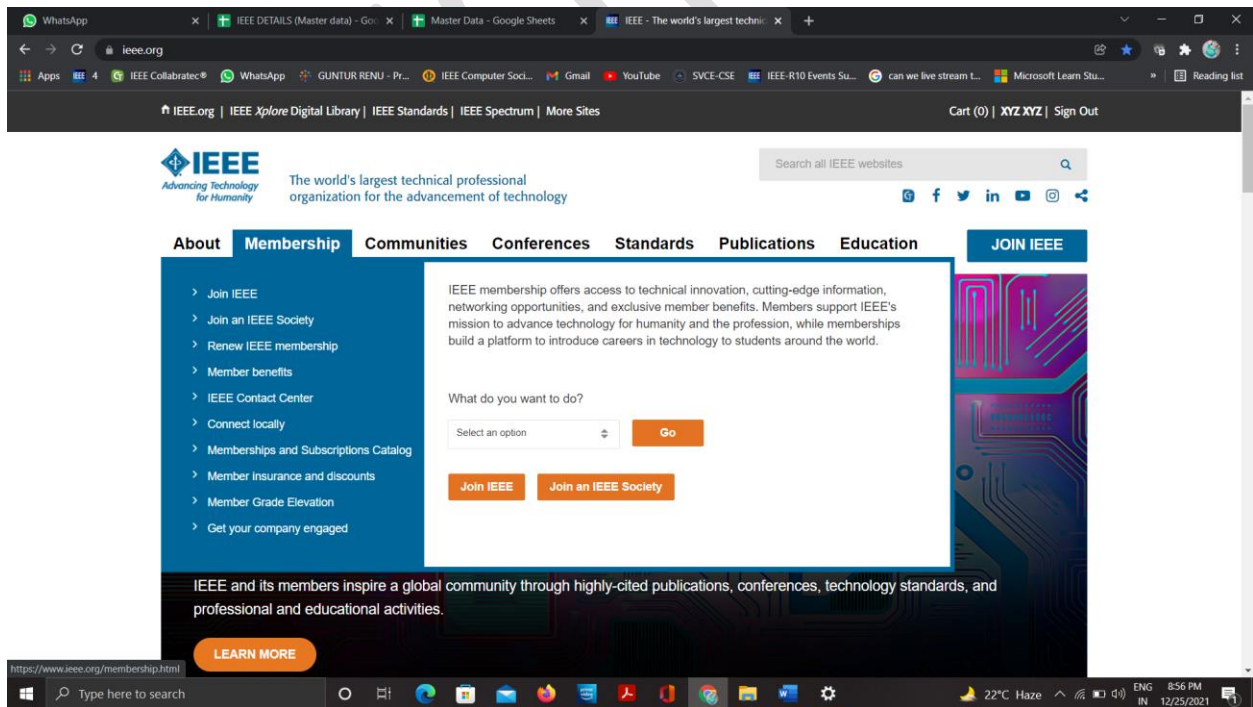 WhatsApp
IEEE DETAILS (Master data) - Goo
Master Data - Google Sheets
IEEE - The world's largest technic
ieee.org
Apps
4
IEEE Collabratec®
WhatsApp
GUNTUR RENU - Pr...
IEEE Computer Soci...
Gmail
YouTube
SVCE-CSE
IEEE-R10 Events Su...
can we live stream t...
Microsoft Learn Stu...
»
Reading list
IEEE.org | IEEE Xplore Digital Library | IEEE Standards | IEEE Spectrum | More Sites
Cart (0) | XYZ XYZ | Sign Out
IEEE
Advancing Technology
for Humanity
The world's largest technical professional
organization for the advancement of technology
Search all IEEE websites
About
Membership
Communities
Conferences
Standards
Publications
Education
JOIN IEEE
Join IEEE
Join an IEEE Society
Renew IEEE membership
Member benefits
IEEE Contact Center
Connect locally
Memberships and Subscriptions Catalog
Member insurance and discounts
Member Grade Elevation
Get your company engaged
IEEE membership offers access to technical innovation, cutting-edge information,
networking opportunities, and exclusive member benefits. Members support IEEE's
mission to advance technology for humanity and the profession, while memberships
build a platform to introduce careers in technology to students around the world.
What do you want to do?
Select an option
Go
Join IEEE
Join an IEEE Society
IEEE and its members inspire a global community through highly-cited publications, conferences, technology standards, and
professional and educational activities.
LEARN MORE
https://www.ieee.org/membership.html
Type here to search
22°C Haze
ENG
IN
8:56 PM
12/25/2021
1